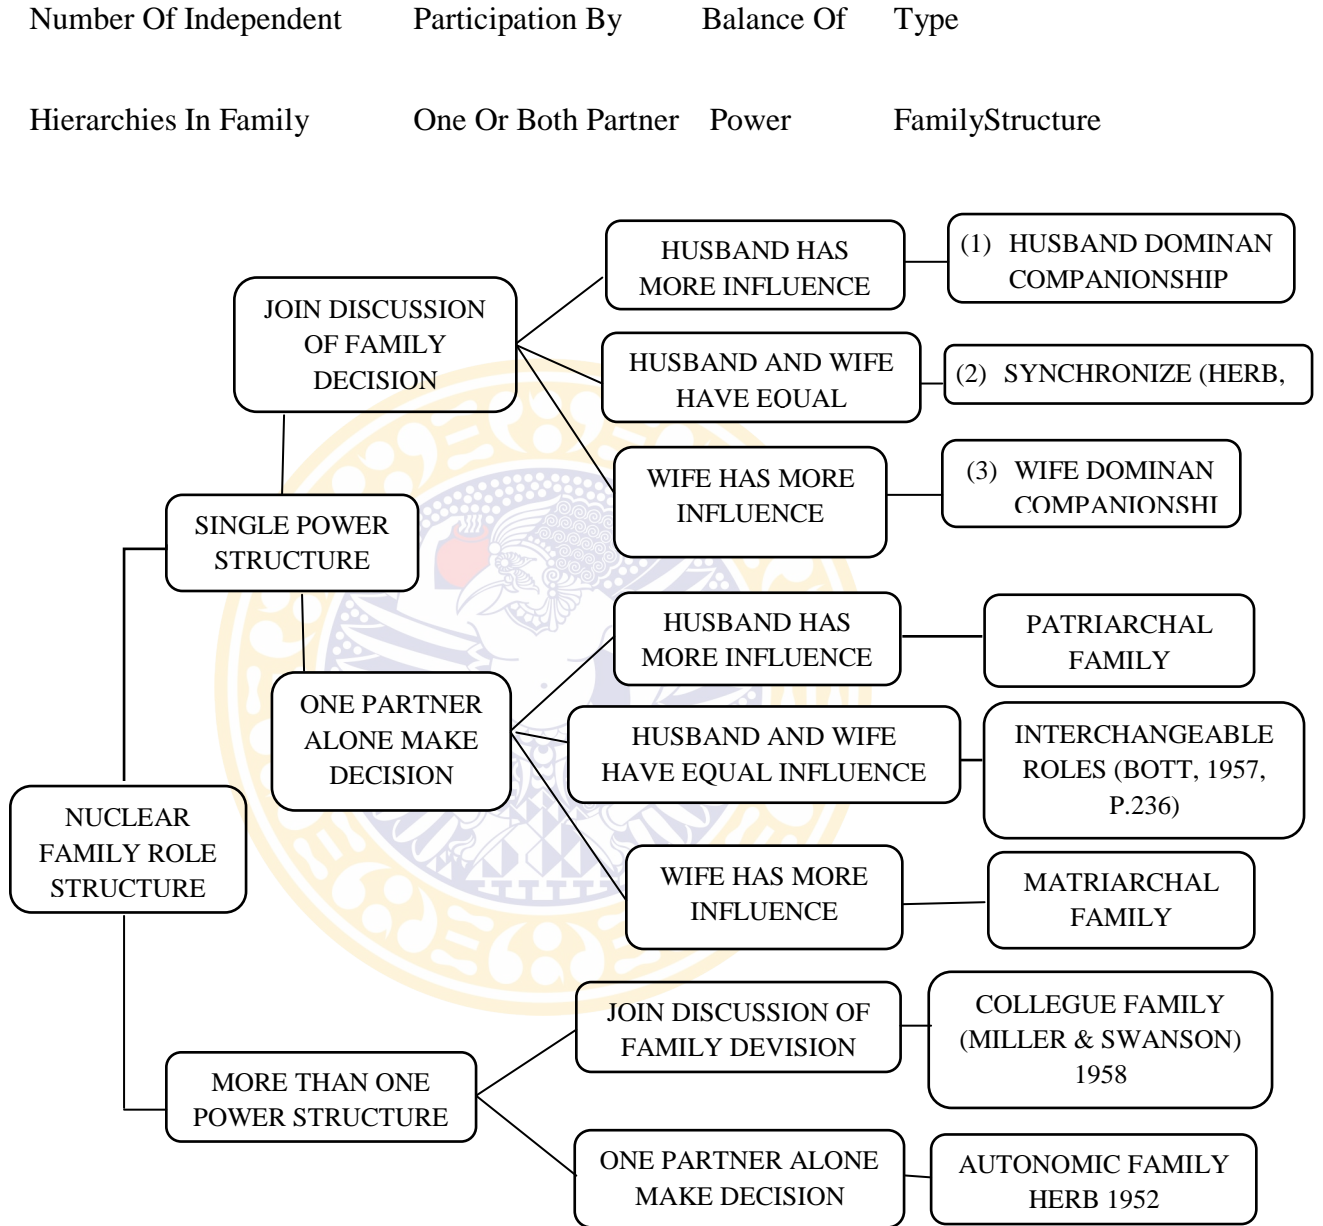 Number Of Independent Participation By Balance Of Type
Hierarchies In Family One Or Both Partner Power FamilyStructure
HUSBAND HAS
MORE INFLUENCE
(1) HUSBAND DOMINAN
COMPANIONSHIP
JOIN DISCUSSION
OF FAMILY
DECISION
HUSBAND AND WIFE
HAVE EQUAL
(2) SYNCHRONIZE (HERB,
WIFE HAS MORE
INFLUENCE
(3) WIFE DOMINAN
COMPANIONSHI
SINGLE POWER
STRUCTURE
HUSBAND HAS
MORE INFLUENCE
PATRIARCHAL
FAMILY
ONE PARTNER
ALONE MAKE
DECISION
HUSBAND AND WIFE
HAVE EQUAL INFLUENCE
INTERCHANGEABLE
ROLES (BOTT, 1957,
P.236)
NUCLEAR
FAMILY ROLE
STRUCTURE
WIFE HAS MORE
INFLUENCE
MATRIARCHAL
FAMILY
JOIN DISCUSSION OF
FAMILY DEVISION
COLLEGUE FAMILY
(MILLER & SWANSON)
1958
MORE THAN ONE
POWER STRUCTURE
ONE PARTNER ALONE
MAKE DECISION
AUTONOMIC FAMILY
HERB 1952